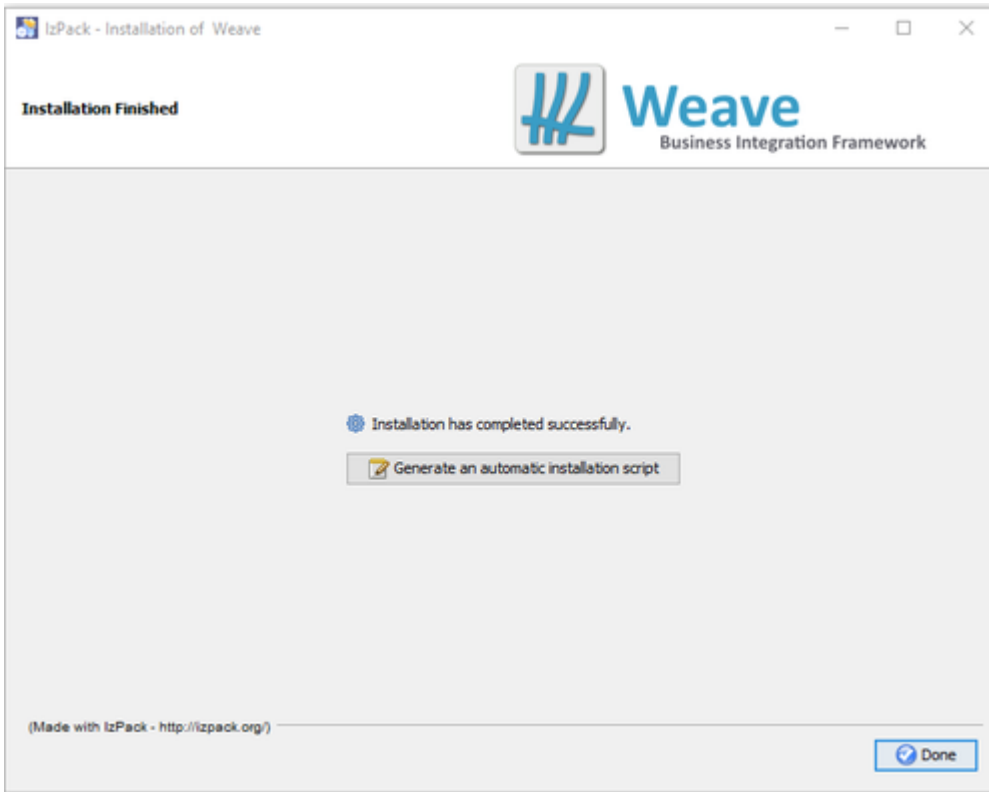 IzPack - Installation of Weave
Installation Finished
Weave
Business Integration Framework
Installation has completed successfully.
Generate an automatic installation script
(Made with IzPack - http://izpack.org/)
Done